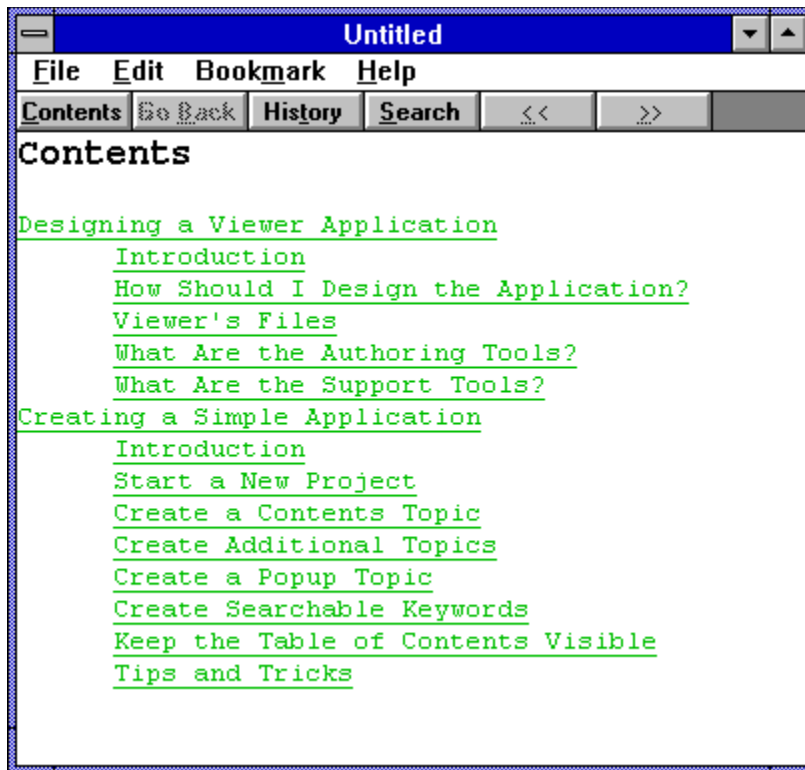 Untitled
File Edit Bookmark Help
Contents Go Back History Search << >>
Contents
Designing a Viewer Application
Introduction
How Should I Design the Application?
Viewer's Files
What Are the Authoring Tools?
What Are the Support Tools?
Creating a Simple Application
Introduction
Start a New Project
Create a Contents Topic
Create Additional Topics
Create a Popup Topic
Create Searchable Keywords
Keep the Table of Contents Visible
Tips and Tricks